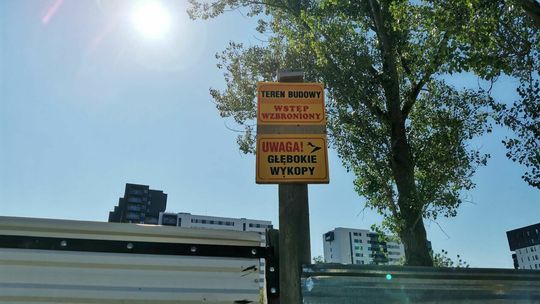 TEREN BUDOWY
WSTĘP
WZBRONIONY
UWAGA!
GŁĘBOKIE
WYKOPY